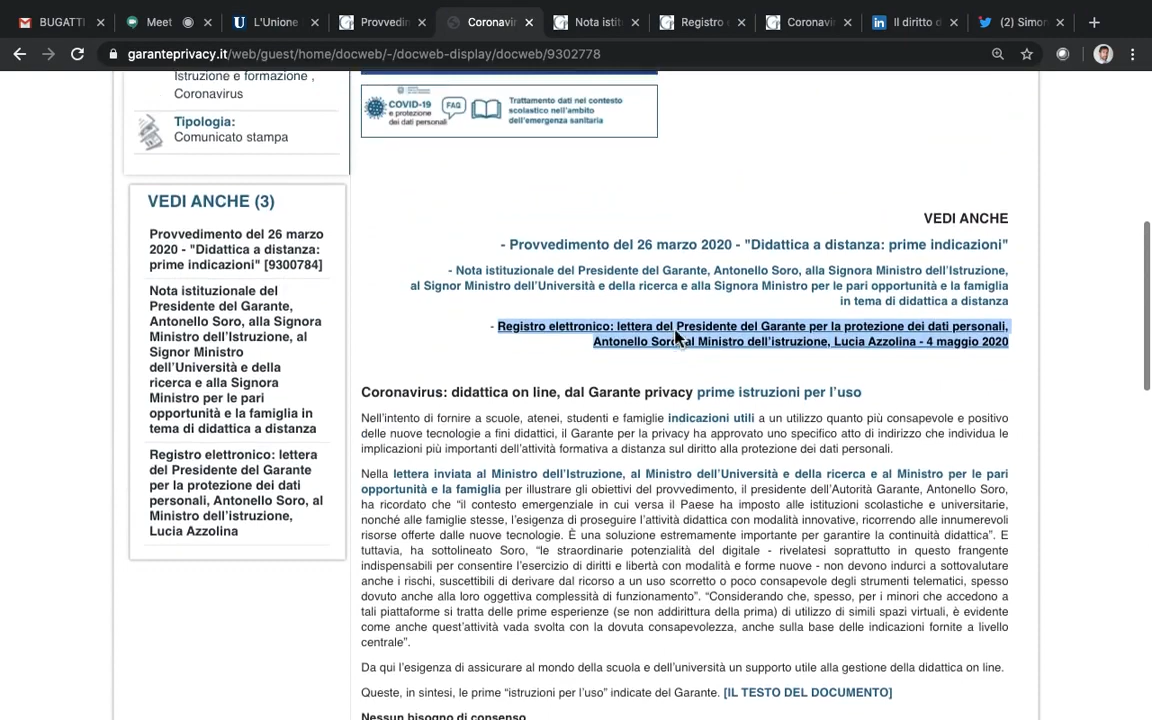 BUGATTI
Meet
L'Unione
Provvedim
Coronavir
Nota istit
Registro e
Coronavir
Il diritto d
(2) Simon
garanteprivacy.it/web/guest/home/docweb/-/docweb-display/docweb/9302778
Istruzione e formazione ,
Coronavirus
Tipologia:
Comunicato stampa
VEDI ANCHE (3)
Provvedimento del 26 marzo
2020 - "Didattica a distanza:
prime indicazioni" [9300784]
Nota istituzionale del
Presidente del Garante,
Antonello Soro, alla Signora
Ministro dell'Istruzione, al
Signor Ministro
dell'Università e della
ricerca e alla Signora
Ministro per le pari
opportunità e la famiglia in
tema di didattica a distanza
Registro elettronico: lettera
del Presidente del Garante
per la protezione dei dati
personali, Antonello Soro, al
Ministro dell'istruzione,
Lucia Azzolina
COVID-19
e protezione
dei dati personali
FAQ
Trattamento dati nel contesto
scolastico nell'ambito
dell'emergenza sanitaria
VEDI ANCHE
- Provvedimento del 26 marzo 2020 - "Didattica a distanza: prime indicazioni"
- Nota istituzionale del Presidente del Garante, Antonello Soro, alla Signora Ministro dell'Istruzione,
al Signor Ministro dell'Università e della ricerca e alla Signora Ministro per le pari opportunità e la famiglia
in tema di didattica a distanza
- Registro elettronico: lettera del Presidente del Garante per la protezione dei dati personali,
Antonello Soro, al Ministro dell'istruzione, Lucia Azzolina - 4 maggio 2020
Coronavirus: didattica on line, dal Garante privacy prime istruzioni per l'uso
Nell'intento di fornire a scuole, atenei, studenti e famiglie indicazioni utili a un utilizzo quanto più consapevole e positivo
delle nuove tecnologie a fini didattici, il Garante per la privacy ha approvato uno specifico atto di indirizzo che individua le
implicazioni più importanti dell'attività formativa a distanza sul diritto alla protezione dei dati personali.
Nella lettera inviata al Ministro dell'Istruzione, al Ministro dell'Università e della ricerca e al Ministro per le pari
opportunità e la famiglia per illustrare gli obiettivi del provvedimento, il presidente dell'Autorità Garante, Antonello Soro,
ha ricordato che "il contesto emergenziale in cui versa il Paese ha imposto alle istituzioni scolastiche e universitarie,
nonché alle famiglie stesse, l'esigenza di proseguire l'attività didattica con modalità innovative, ricorrendo alle innumerevoli
risorse offerte dalle nuove tecnologie. È una soluzione estremamente importante per garantire la continuità didattica". E
tuttavia, ha sottolineato Soro, "le straordinarie potenzialità del digitale - rivelatesi soprattutto in questo frangente
indispensabili per consentire l'esercizio di diritti e libertà con modalità e forme nuove - non devono indurci a sottovalutare
anche i rischi, suscettibili di derivare dal ricorso a un uso scorretto o poco consapevole degli strumenti telematici, spesso
dovuto anche alla loro oggettiva complessità di funzionamento". "Considerando che, spesso, per i minori che accedono a
tali piattaforme si tratta delle prime esperienze (se non addirittura della prima) di utilizzo di simili spazi virtuali, è evidente
come anche quest'attività vada svolta con la dovuta consapevolezza, anche sulla base delle indicazioni fornite a livello
centrale".
Da qui l'esigenza di assicurare al mondo della scuola e dell'università un supporto utile alla gestione della didattica on line.
Queste, in sintesi, le prime "istruzioni per l'uso" indicate del Garante. [IL TESTO DEL DOCUMENTO]
Nessun bisogno di consenso